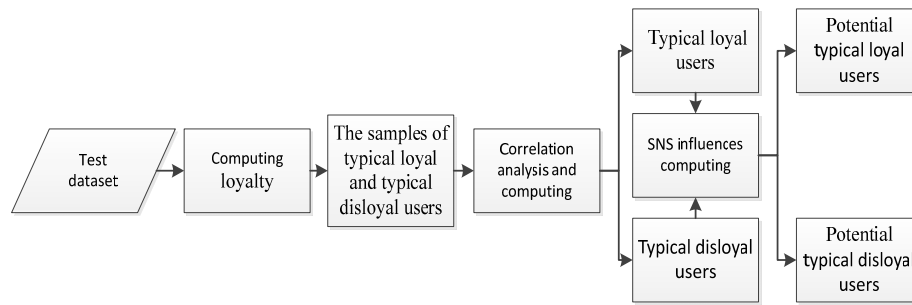 Test
dataset
Computing
loyalty
The samples of
typical loyal
and typical
disloyal users
Correlation
analysis and
computing
Typical loyal
users
SNS influences
computing
Typical disloyal
users
Potential
typical loyal
users
Potential
typical disloyal
users